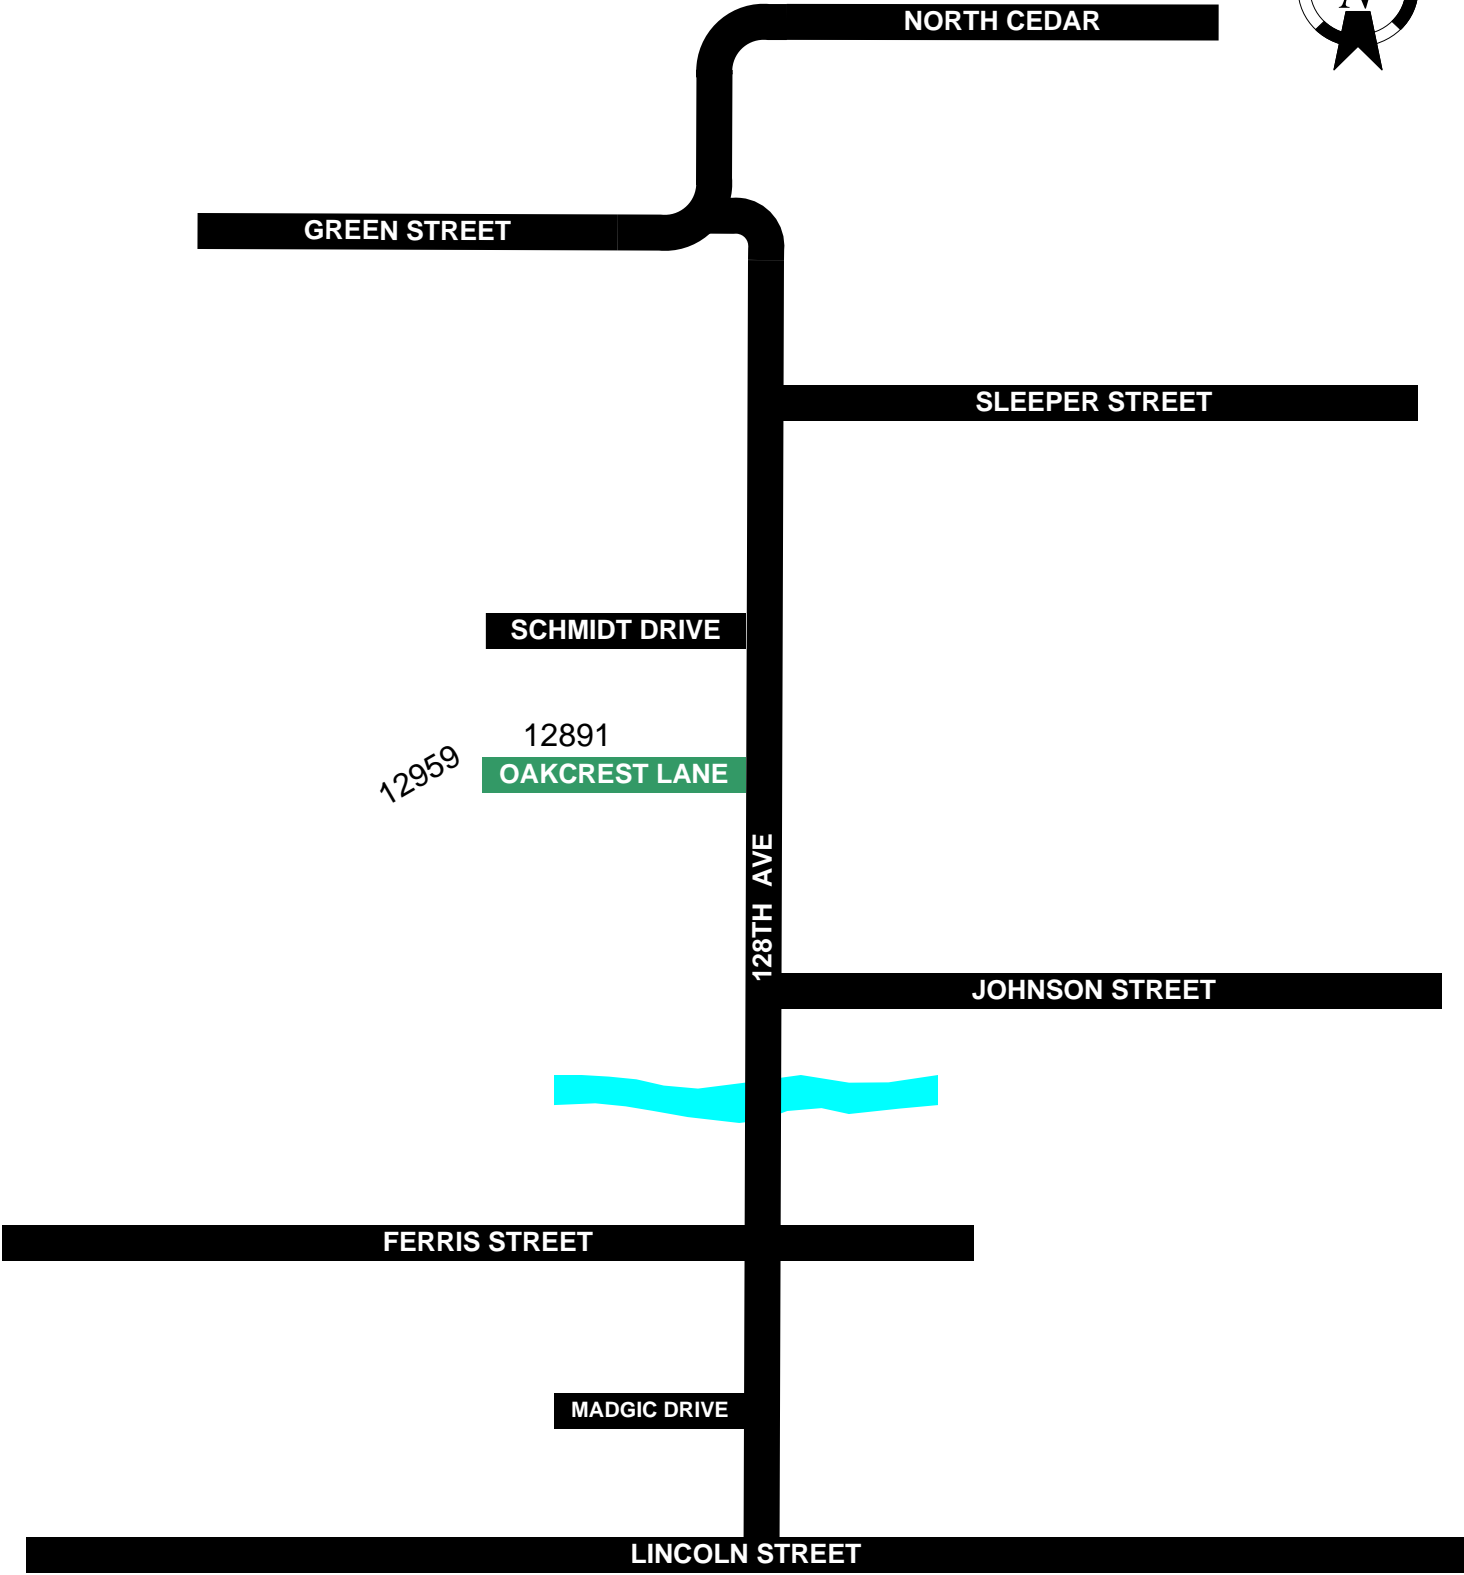 NORTH CEDAR
N
GREEN STREET
SLEEPER STREET
SCHMIDT DRIVE
12891
12959
OAKCREST LANE
128TH AVE
JOHNSON STREET
FERRIS STREET
MADGIC DRIVE
LINCOLN STREET